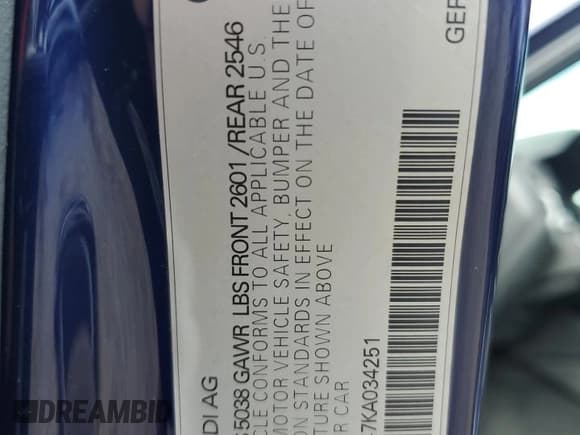 GER
DI AG
5038 GAWR LBS FRONT 2601 / REAR 2546
CLE CONFORMS TO ALL APPLICABLE U.S.
MOTOR VEHICLE SAFETY, BUMPER AND THE
ON STANDARDS IN EFFECT ON THE DATE OF
TURE SHOWN ABOVE
R CAR
7KA034251
DREAMBID